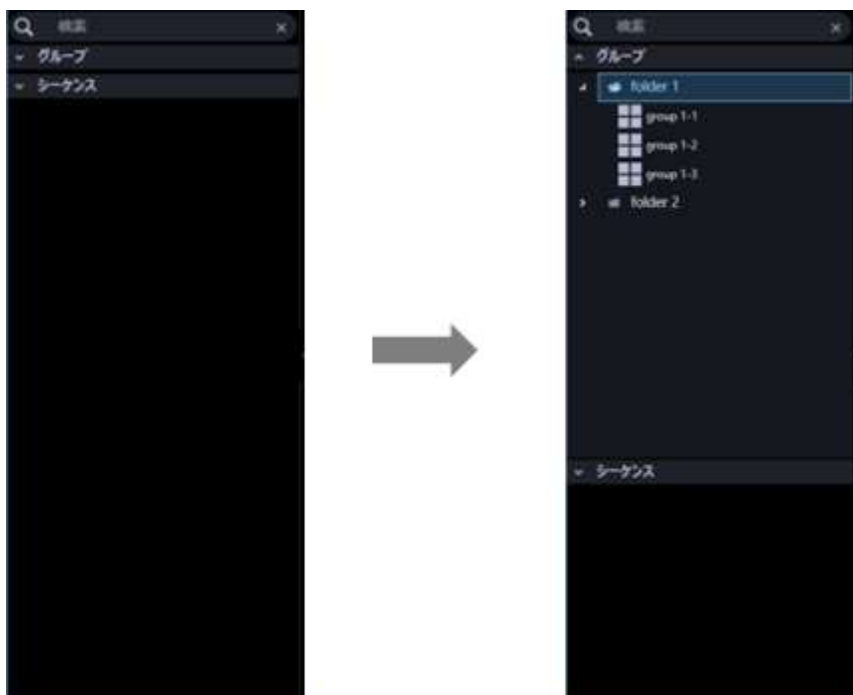 検索
グループ
シーケンス
検索
グループ
folder 1
group 1-1
group 1-2
group 1-3
folder 2
シーケンス